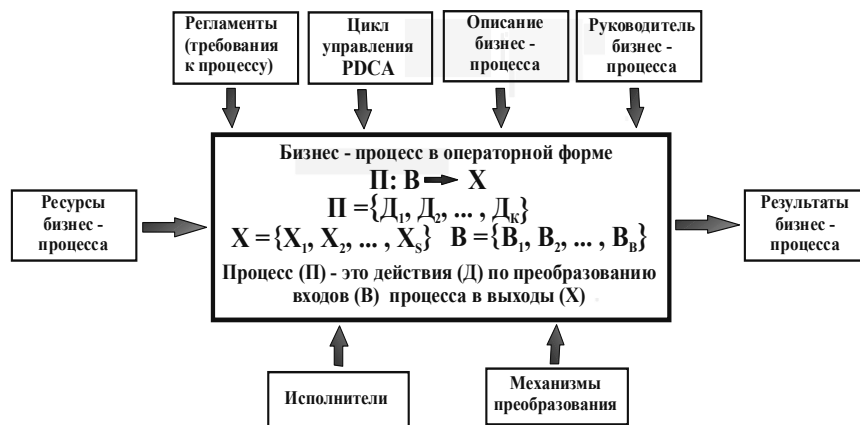 Регламенты
(требования
к процессу)
Цикл
управления
PDCA
Описание
бизнес -
процесса
Руководитель
бизнес -
процесса
Бизнес - процесс в операторной форме
П: В → Х
П ={Д₁, Д₂, ... , Дₖ}
Х ={Х₁, Х₂, ... , Хₛ} В ={В₁, В₂, ... , В_В}
Процесс (П) - это действия (Д) по преобразованию
входов (В) процесса в выходы (Х)
Ресурсы
бизнес -
процесса
Результаты
бизнес -
процесса
Исполнители
Механизмы
преобразования